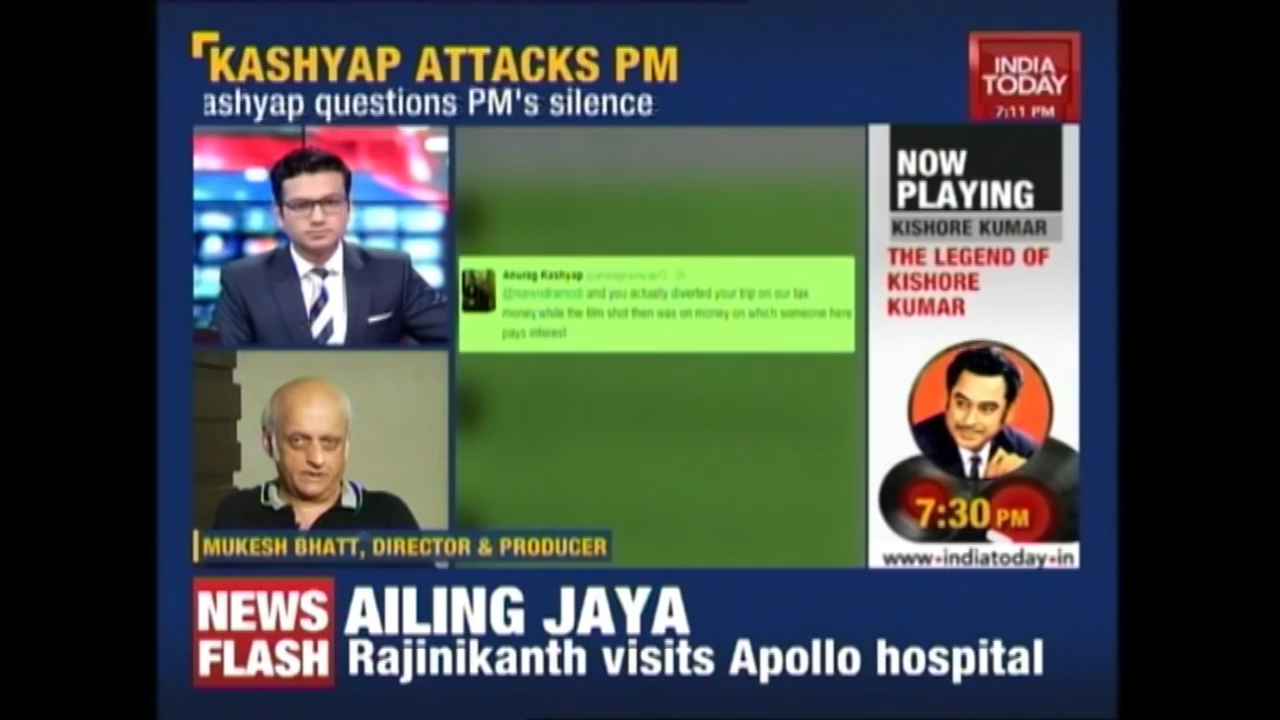 KASHYAP ATTACKS PM
ashyap questions PM's silence
INDIA
TODAY
7:11 PM
NOW
PLAYING
KISHORE KUMAR
THE LEGEND OF
KISHORE
KUMAR
7:30 PM
www•indiatoday•in
Anurag Kashyap
@narendramodi and you actually diverted your trip on our tax
money while the film shot then was on money on which someone here
pays interest
MUKESH BHATT, DIRECTOR & PRODUCER
NEWS
FLASH
AILING JAYA
Rajinikanth visits Apollo hospital